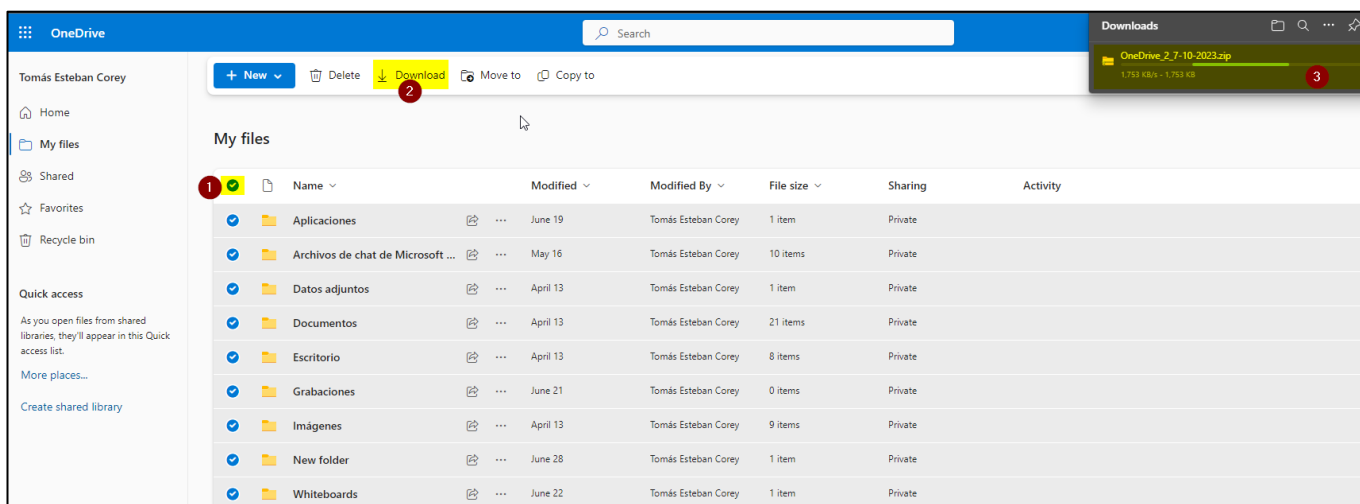 OneDrive
Search
Downloads
OneDrive_2_7-10-2023.zip
1,753 KB/s - 1,753 KB
3
Tomás Esteban Corey
Home
My files
Shared
Favorites
Recycle bin
Quick access
As you open files from shared
libraries, they'll appear in this Quick
access list.
More places...
Create shared library
+ New Delete Download Move to Copy to
2
My files
1 Name Modified Modified By File size Sharing Activity
Aplicaciones ... June 19 Tomás Esteban Corey 1 item Private
Archivos de chat de Microsoft ... ... May 16 Tomás Esteban Corey 10 items Private
Datos adjuntos ... April 13 Tomás Esteban Corey 1 item Private
Documentos ... April 13 Tomás Esteban Corey 21 items Private
Escritorio ... April 13 Tomás Esteban Corey 8 items Private
Grabaciones ... June 21 Tomás Esteban Corey 0 items Private
Imágenes ... April 13 Tomás Esteban Corey 9 items Private
New folder ... June 28 Tomás Esteban Corey 1 item Private
Whiteboards ... June 22 Tomás Esteban Corey 1 item Private